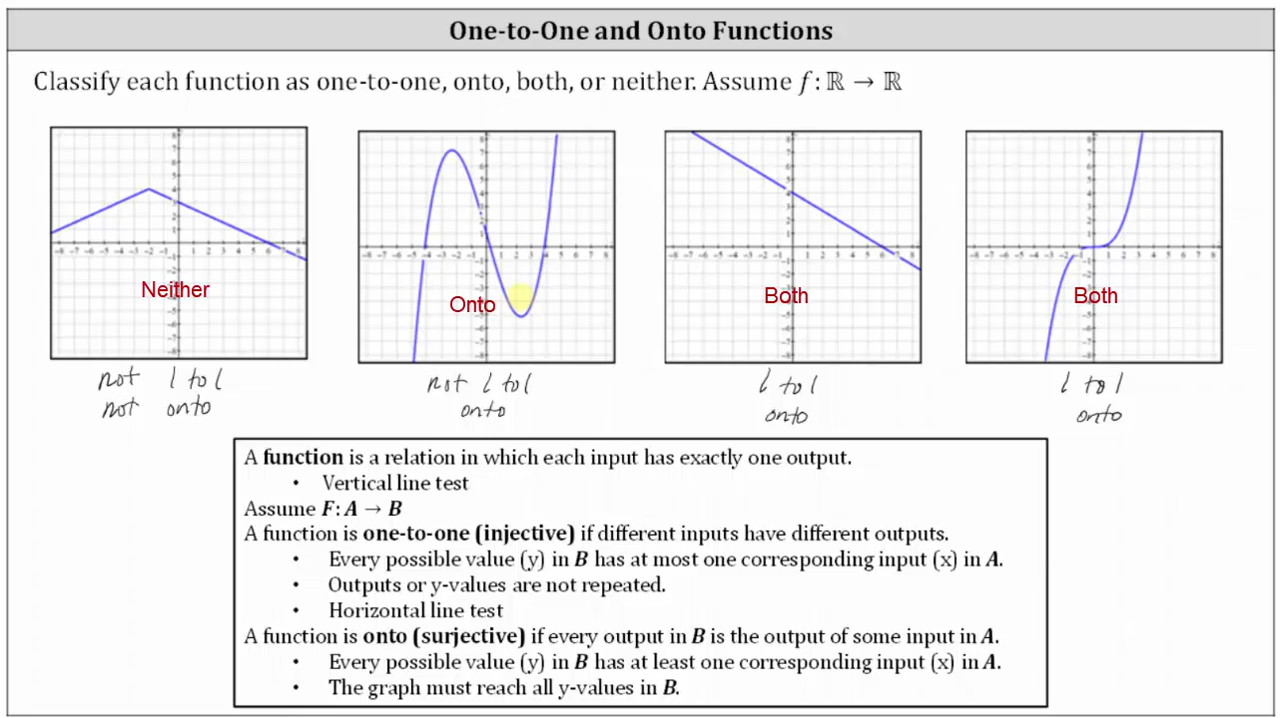 One-to-One and Onto Functions
Classify each function as one-to-one, onto, both, or neither. Assume f: ℝ → ℝ
Neither
Onto
Both
Both
not 1 to 1
not onto
not 1 to 1
onto
1 to 1
onto
1 to 1
onto
A function is a relation in which each input has exactly one output.
• Vertical line test
Assume F: A → B
A function is one-to-one (injective) if different inputs have different outputs.
• Every possible value (y) in B has at most one corresponding input (x) in A.
• Outputs or y-values are not repeated.
• Horizontal line test
A function is onto (surjective) if every output in B is the output of some input in A.
• Every possible value (y) in B has at least one corresponding input (x) in A.
• The graph must reach all y-values in B.